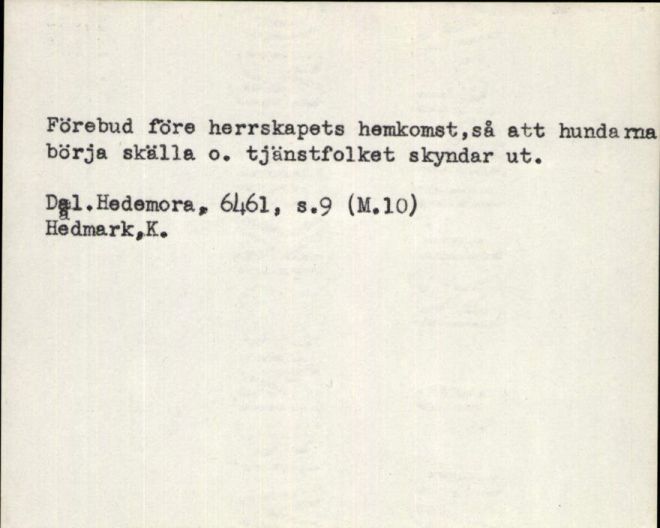 Förebud före herrskapets hemkomst,så att hundarna
börja skälla o. tjänstfolket skyndar ut.
Dal.Hedemora, 6461, s.9 (M.10)
Hedmark,K.